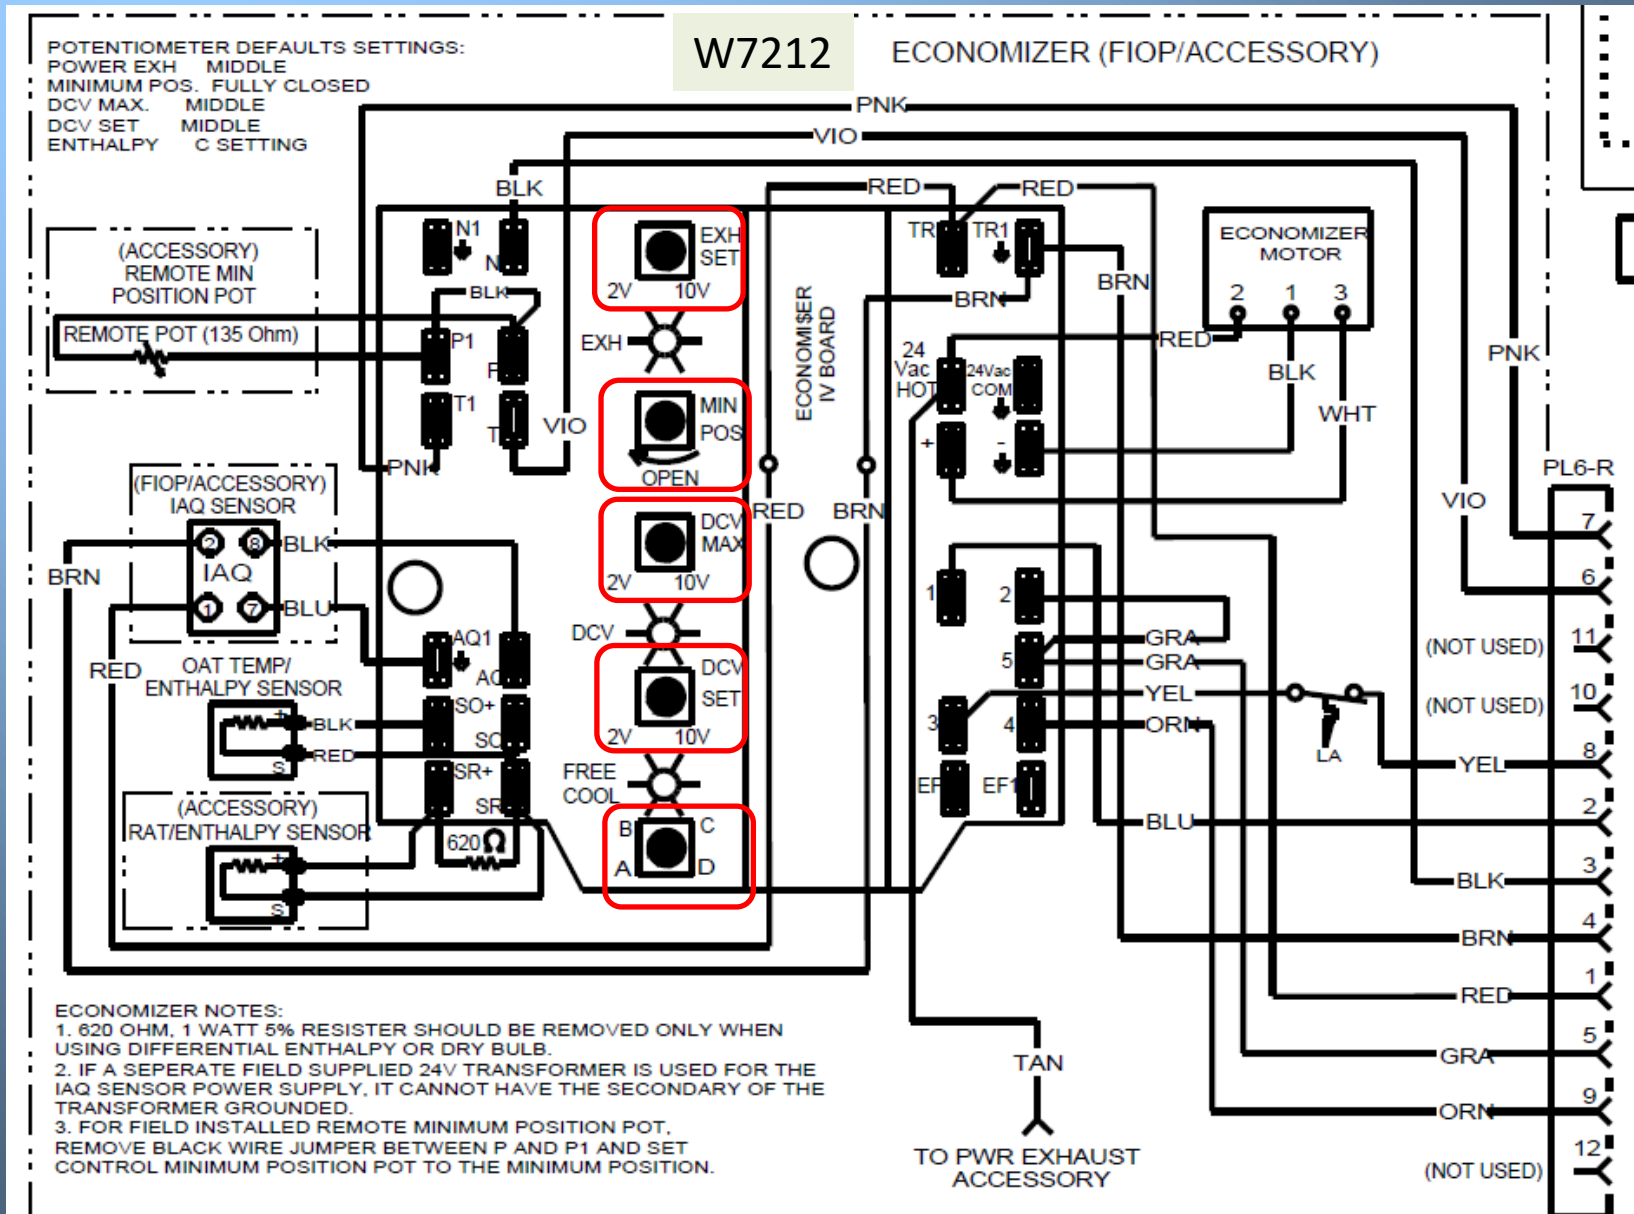 POTENTIOMETER DEFAULTS SETTINGS:
POWER EXH MIDDLE
MINIMUM POS. FULLY CLOSED
DCV MAX. MIDDLE
DCV SET MIDDLE
ENTHALPY C SETTING
W7212
ECONOMIZER (FIOP/ACCESSORY)
PNK
VIO
BLK
RED
RED
(ACCESSORY)
REMOTE MIN
POSITION POT
REMOTE POT (135 Ohm)
N1
N
BLK
P1
P
T1
T
VIO
PNK
EXH
SET
2V 10V
EXH
MIN
POS
OPEN
DCV
MAX
2V 10V
DCV
DCV
SET
2V 10V
FREE
COOL
B C
A D
ECONOMI$ER
IV BOARD
RED
BRN
TR
TR1
BRN
BRN
24
Vac
HOT
24Vac
COM
+
-
1
2
5
3
4
EF
EF1
ECONOMIZER
MOTOR
2 1 3
RED
BLK
WHT
PNK
VIO
(FIOP/ACCESSORY)
IAQ SENSOR
2 8
IAQ
1 7
BLK
BLU
BRN
RED
AQ1
AQ
SO+
SO
SR+
SR
620 Ω
OAT TEMP/
ENTHALPY SENSOR
+
S
BLK
RED
(ACCESSORY)
RAT/ENTHALPY SENSOR
+
S
GRA
GRA
YEL
ORN
LA
BLU
TAN
TO PWR EXHAUST
ACCESSORY
PL6-R
7
6
(NOT USED) 11
(NOT USED) 10
YEL 8
2
BLK 3
BRN 4
RED 1
GRA 5
ORN 9
(NOT USED) 12
ECONOMIZER NOTES:
1. 620 OHM, 1 WATT 5% RESISTER SHOULD BE REMOVED ONLY WHEN
USING DIFFERENTIAL ENTHALPY OR DRY BULB.
2. IF A SEPERATE FIELD SUPPLIED 24V TRANSFORMER IS USED FOR THE
IAQ SENSOR POWER SUPPLY, IT CANNOT HAVE THE SECONDARY OF THE
TRANSFORMER GROUNDED.
3. FOR FIELD INSTALLED REMOTE MINIMUM POSITION POT,
REMOVE BLACK WIRE JUMPER BETWEEN P AND P1 AND SET
CONTROL MINIMUM POSITION POT TO THE MINIMUM POSITION.